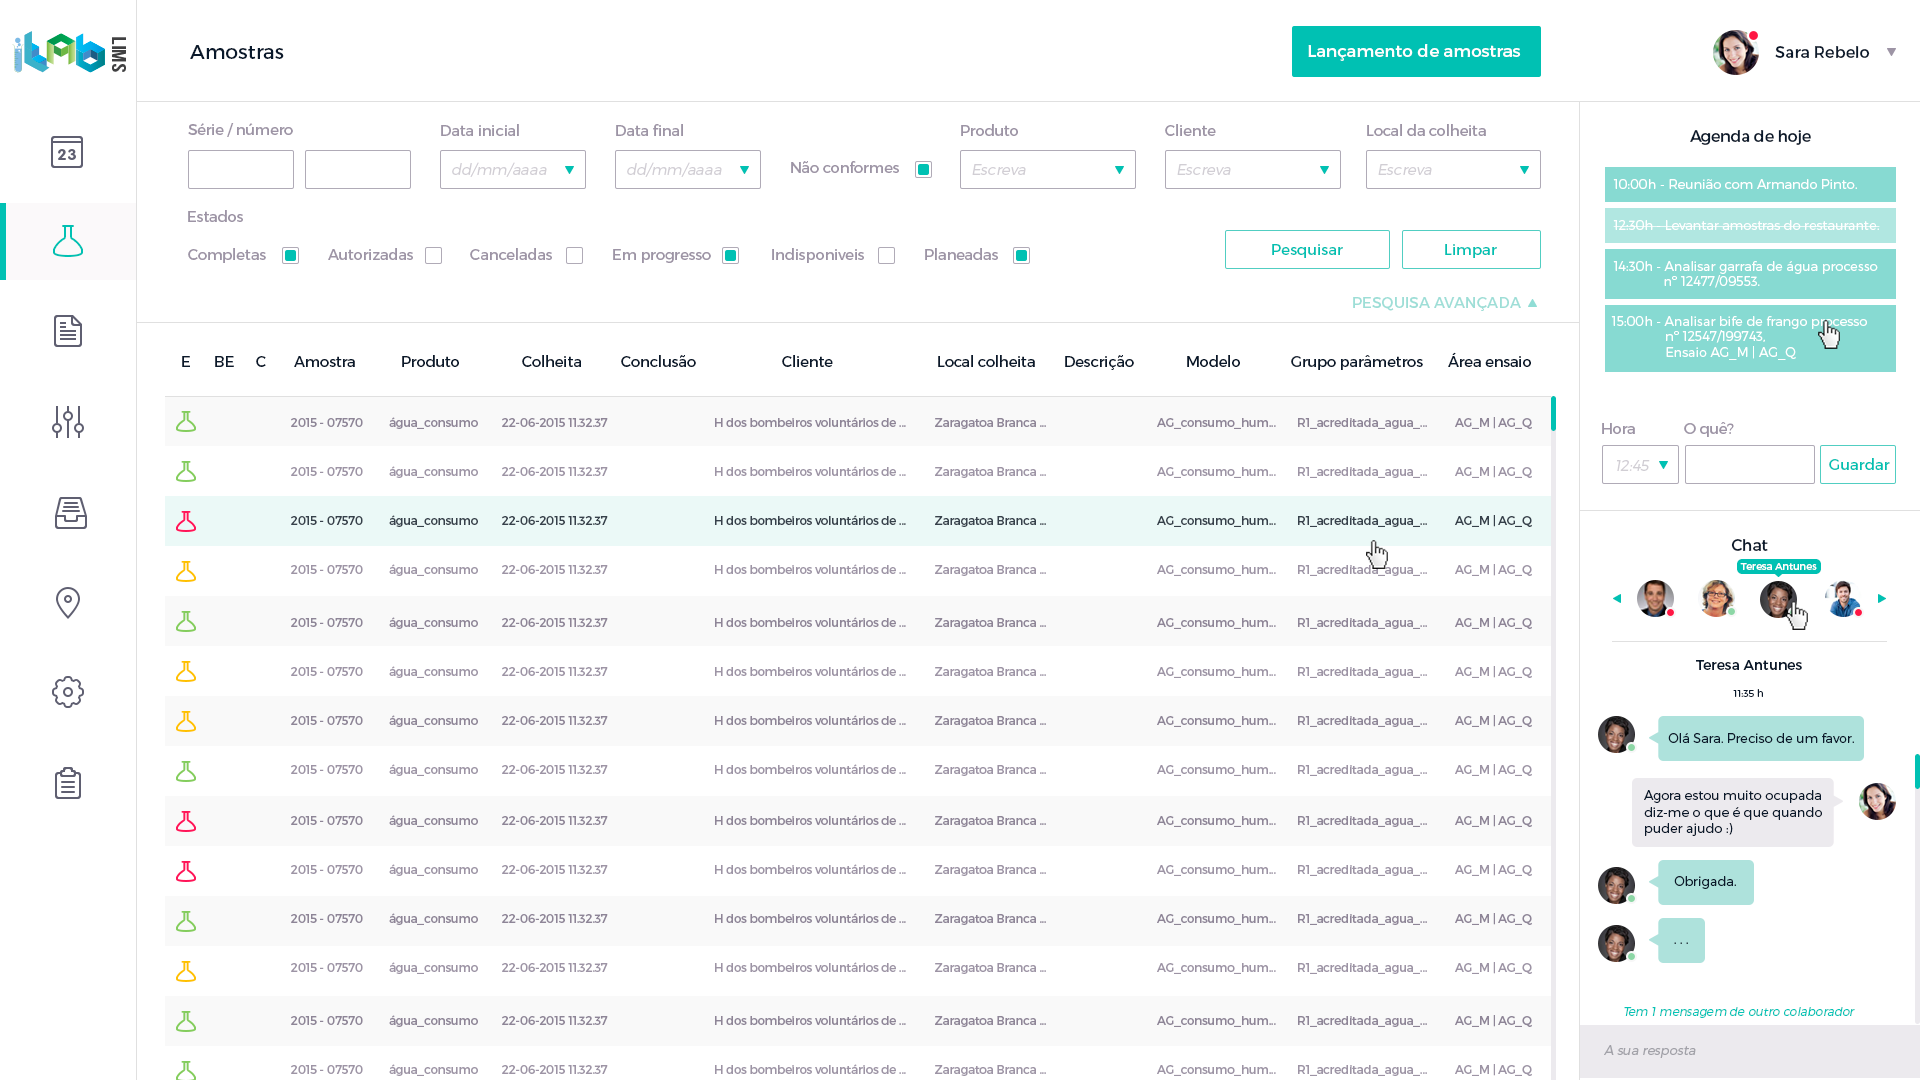 iLAb LIMS
Amostras
Lançamento de amostras
Sara Rebelo
23
Série / número
Data inicial
Data final
Produto
Cliente
Local da colheita
dd/mm/aaaa
dd/mm/aaaa
Não conformes
Escreva
Escreva
Escreva
Estados
Completas
Autorizadas
Canceladas
Em progresso
Indisponiveis
Planeadas
Pesquisar
Limpar
PESQUISA AVANÇADA
E BE C Amostra Produto Colheita Conclusão Cliente Local colheita Descrição Modelo Grupo parâmetros Área ensaio
2015 - 07570 água_consumo 22-06-2015 11.32.37 H dos bombeiros voluntários de ... Zaragatoa Branca ... AG_consumo_hum... R1_acreditada_agua_... AG_M | AG_Q
2015 - 07570 água_consumo 22-06-2015 11.32.37 H dos bombeiros voluntários de ... Zaragatoa Branca ... AG_consumo_hum... R1_acreditada_agua_... AG_M | AG_Q
2015 - 07570 água_consumo 22-06-2015 11.32.37 H dos bombeiros voluntários de ... Zaragatoa Branca ... AG_consumo_hum... R1_acreditada_agua_... AG_M | AG_Q
2015 - 07570 água_consumo 22-06-2015 11.32.37 H dos bombeiros voluntários de ... Zaragatoa Branca ... AG_consumo_hum... R1_acreditada_agua_... AG_M | AG_Q
2015 - 07570 água_consumo 22-06-2015 11.32.37 H dos bombeiros voluntários de ... Zaragatoa Branca ... AG_consumo_hum... R1_acreditada_agua_... AG_M | AG_Q
2015 - 07570 água_consumo 22-06-2015 11.32.37 H dos bombeiros voluntários de ... Zaragatoa Branca ... AG_consumo_hum... R1_acreditada_agua_... AG_M | AG_Q
2015 - 07570 água_consumo 22-06-2015 11.32.37 H dos bombeiros voluntários de ... Zaragatoa Branca ... AG_consumo_hum... R1_acreditada_agua_... AG_M | AG_Q
2015 - 07570 água_consumo 22-06-2015 11.32.37 H dos bombeiros voluntários de ... Zaragatoa Branca ... AG_consumo_hum... R1_acreditada_agua_... AG_M | AG_Q
2015 - 07570 água_consumo 22-06-2015 11.32.37 H dos bombeiros voluntários de ... Zaragatoa Branca ... AG_consumo_hum... R1_acreditada_agua_... AG_M | AG_Q
2015 - 07570 água_consumo 22-06-2015 11.32.37 H dos bombeiros voluntários de ... Zaragatoa Branca ... AG_consumo_hum... R1_acreditada_agua_... AG_M | AG_Q
2015 - 07570 água_consumo 22-06-2015 11.32.37 H dos bombeiros voluntários de ... Zaragatoa Branca ... AG_consumo_hum... R1_acreditada_agua_... AG_M | AG_Q
2015 - 07570 água_consumo 22-06-2015 11.32.37 H dos bombeiros voluntários de ... Zaragatoa Branca ... AG_consumo_hum... R1_acreditada_agua_... AG_M | AG_Q
2015 - 07570 água_consumo 22-06-2015 11.32.37 H dos bombeiros voluntários de ... Zaragatoa Branca ... AG_consumo_hum... R1_acreditada_agua_... AG_M | AG_Q
2015 - 07570 água_consumo 22-06-2015 11.32.37 H dos bombeiros voluntários de ... Zaragatoa Branca ... AG_consumo_hum... R1_acreditada_agua_... AG_M | AG_Q
Agenda de hoje
10:00h - Reunião com Armando Pinto.
12:30h - Levantar amostras do restaurante.
14:30h - Analisar garrafa de água processo
nº 12477/09553.
15:00h - Analisar bife de frango processo
nº 12547/199743,
Ensaio AG_M | AG_Q
Hora
O quê?
12:45
Guardar
Chat
Teresa Antunes
Teresa Antunes
11:35 h
Olá Sara. Preciso de um favor.
Agora estou muito ocupada
diz-me o que é que quando
puder ajudo :)
Obrigada.
...
Tem 1 mensagem de outro colaborador
A sua resposta